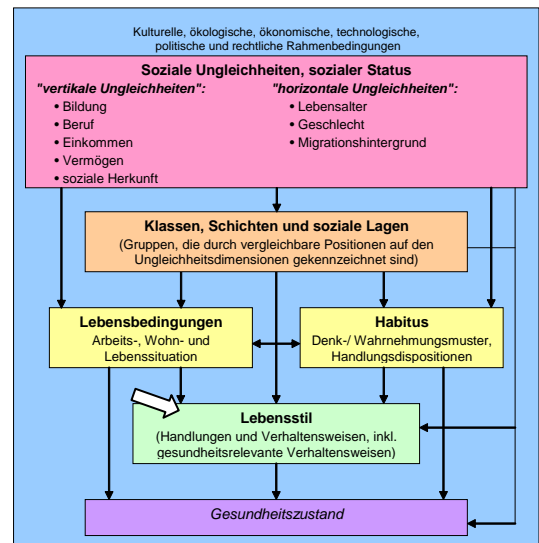 Kulturelle, ökologische, ökonomische, technologische,
politische und rechtliche Rahmenbedingungen
Soziale Ungleichheiten, sozialer Status
"vertikale Ungleichheiten":
• Bildung
• Beruf
• Einkommen
• Vermögen
• soziale Herkunft
"horizontale Ungleichheiten":
• Lebensalter
• Geschlecht
• Migrationshintergrund
Klassen, Schichten und soziale Lagen
(Gruppen, die durch vergleichbare Positionen auf den
Ungleichheitsdimensionen gekennzeichnet sind)
Lebensbedingungen
Arbeits-, Wohn- und
Lebenssituation
Habitus
Denk-/ Wahrnehmungsmuster,
Handlungsdispositionen
Lebensstil
(Handlungen und Verhaltensweisen, inkl.
gesundheitsrelevante Verhaltensweisen)
Gesundheitszustand